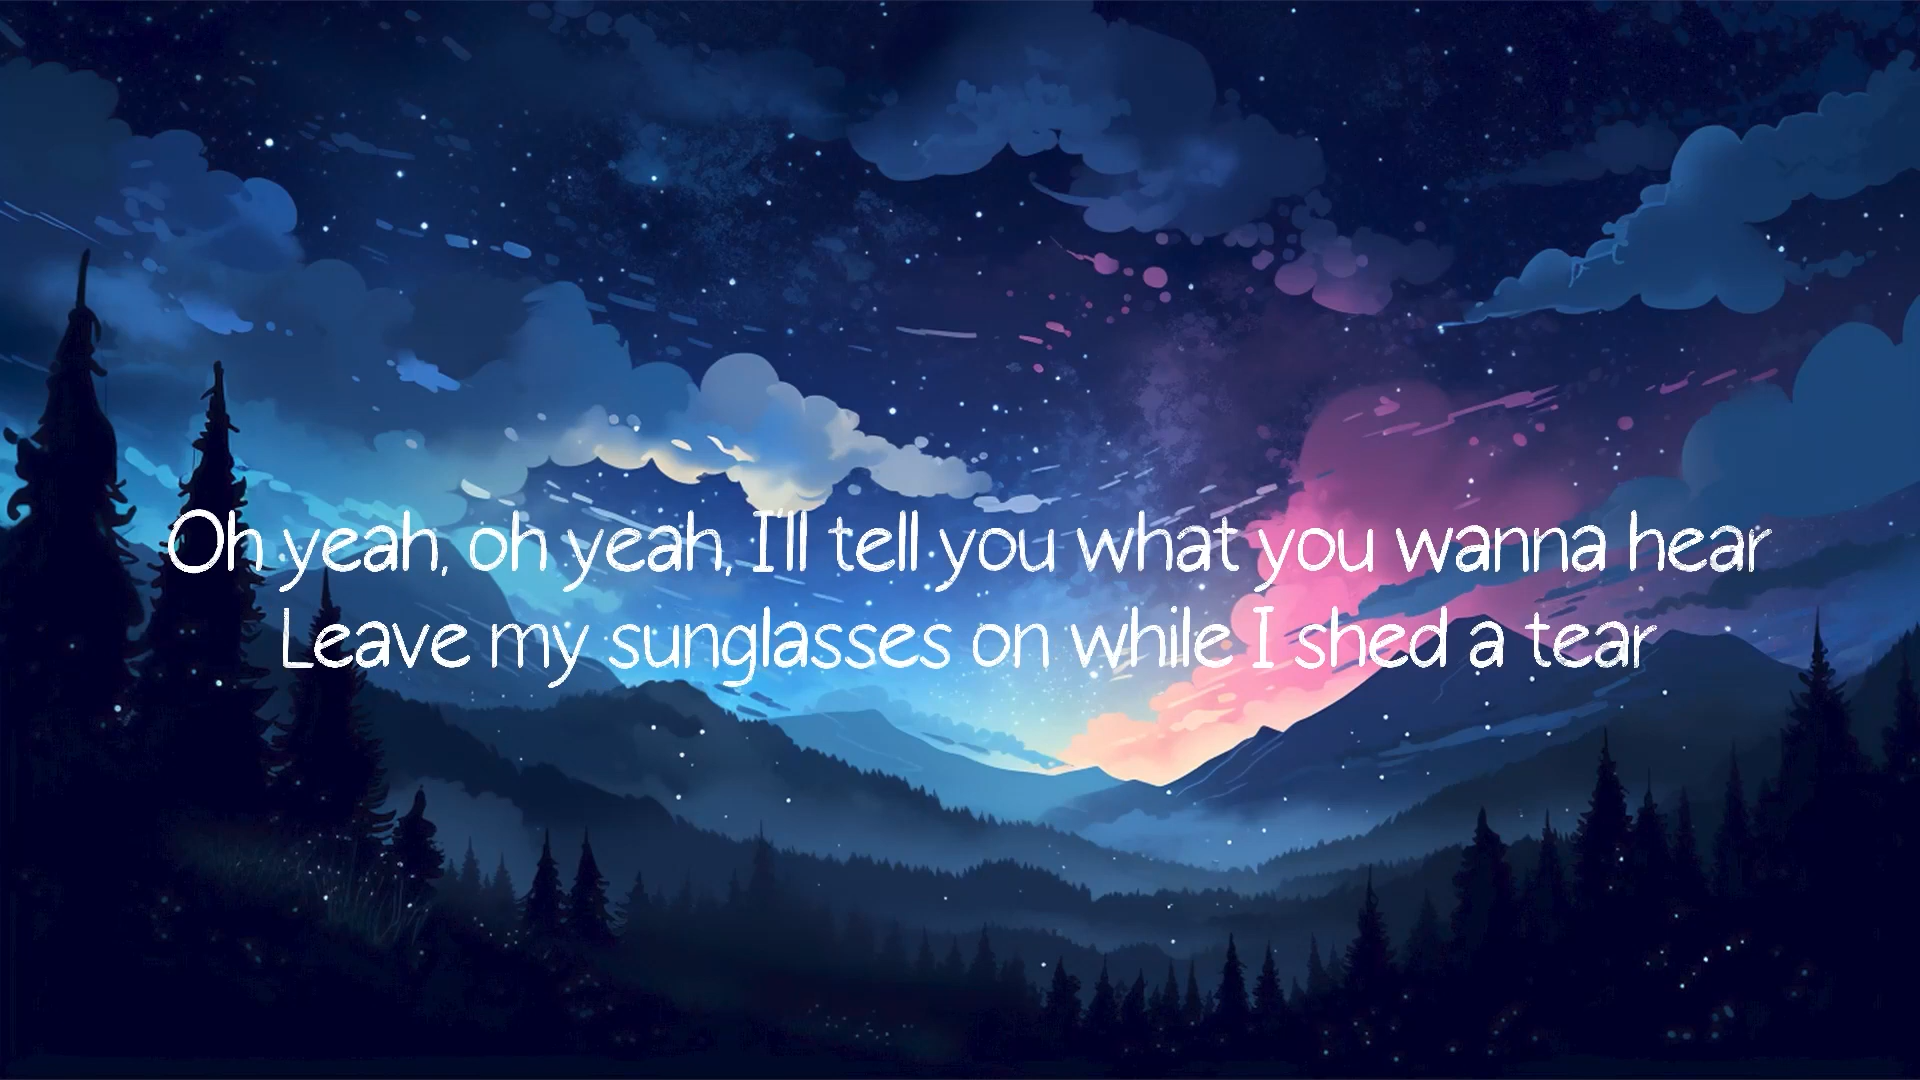 Oh yeah, oh yeah, I'll tell you what you wanna hear
Leave my sunglasses on while I shed a tear